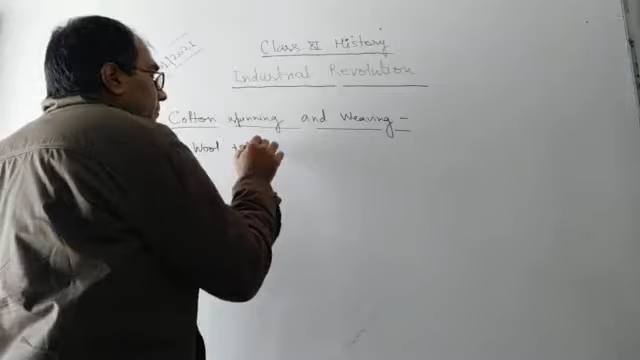 Class XI History
Industrial Revolution
Cotton spinning and Weaving -
Wool